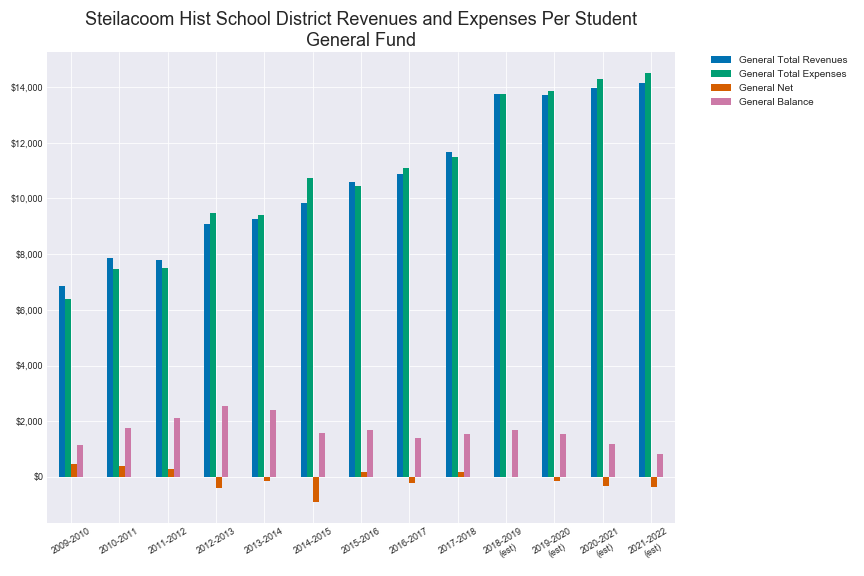 Steilacoom Hist School District Revenues and Expenses Per Student
General Fund
General Total Revenues
General Total Expenses
General Net
General Balance
$14,000
$12,000
$10,000
$8,000
$6,000
$4,000
$2,000
$0
2009-2010
2010-2011
2011-2012
2012-2013
2013-2014
2014-2015
2015-2016
2016-2017
2017-2018
2018-2019
(est)
2019-2020
(est)
2020-2021
(est)
2021-2022
(est)